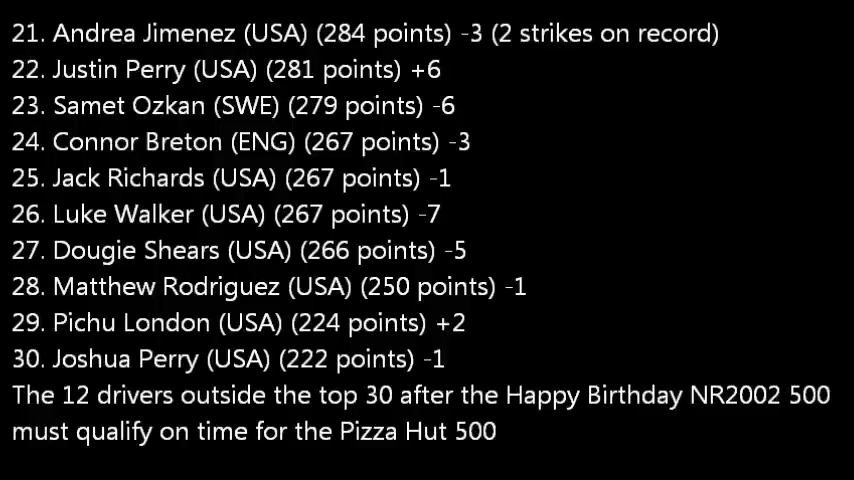 21. Andrea Jimenez (USA) (284 points) -3 (2 strikes on record)
22. Justin Perry (USA) (281 points) +6
23. Samet Ozkan (SWE) (279 points) -6
24. Connor Breton (ENG) (267 points) -3
25. Jack Richards (USA) (267 points) -1
26. Luke Walker (USA) (267 points) -7
27. Dougie Shears (USA) (266 points) -5
28. Matthew Rodriguez (USA) (250 points) -1
29. Pichu London (USA) (224 points) +2
30. Joshua Perry (USA) (222 points) -1
The 12 drivers outside the top 30 after the Happy Birthday NR2002 500
must qualify on time for the Pizza Hut 500